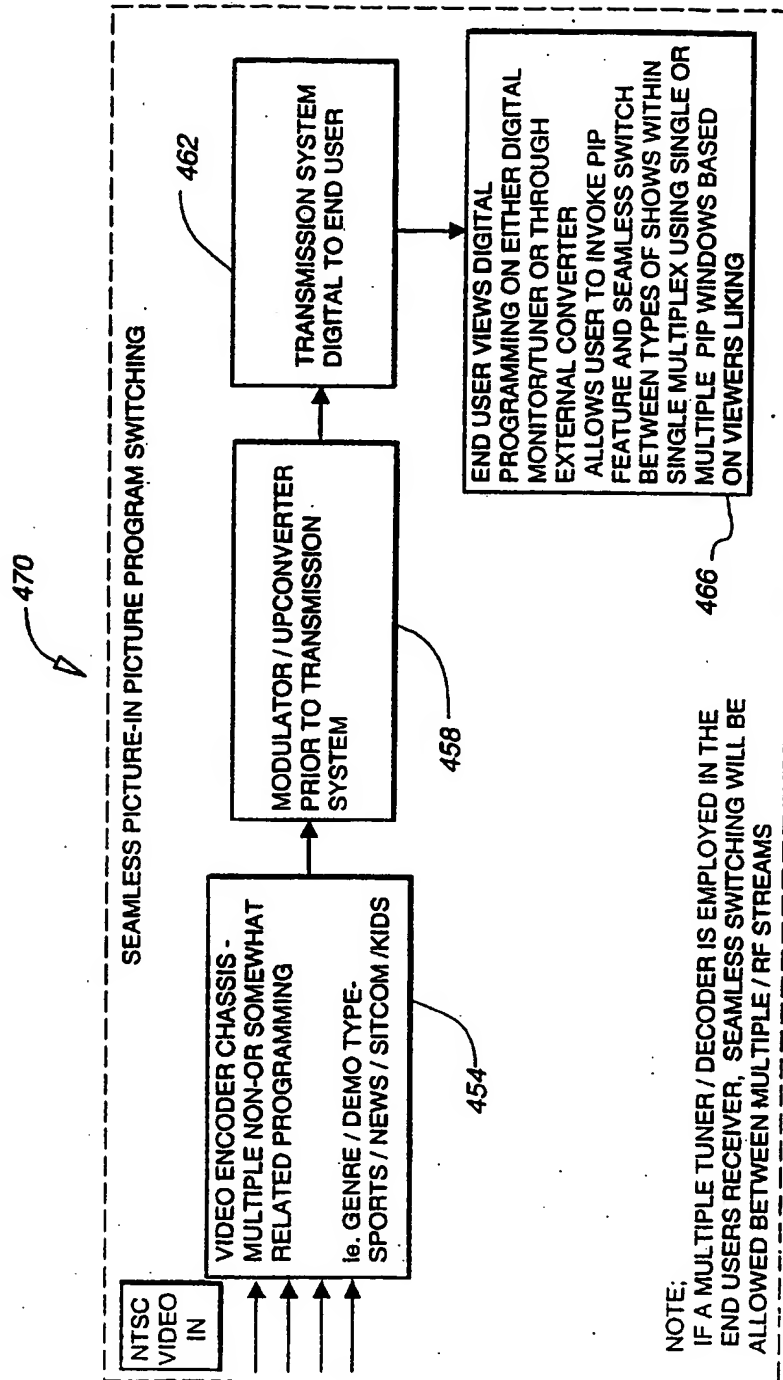 470
SEAMLESS PICTURE-IN PICTURE PROGRAM SWITCHING
NTSC
VIDEO
IN
VIDEO ENCODER CHASSIS -
MULTIPLE NON-OR SOMEWHAT
RELATED PROGRAMMING
ie. GENRE / DEMO TYPE-
SPORTS / NEWS / SITCOM /KIDS
454
MODULATOR / UPCONVERTER
PRIOR TO TRANSMISSION
SYSTEM
458
TRANSMISSION SYSTEM
DIGITAL TO END USER
462
END USER VIEWS DIGITAL
PROGRAMMING ON EITHER DIGITAL
MONITOR/TUNER OR THROUGH
EXTERNAL CONVERTER
ALLOWS USER TO INVOKE PIP
FEATURE AND SEAMLESS SWITCH
BETWEEN TYPES OF SHOWS WITHIN
SINGLE MULTIPLEX USING SINGLE OR
MULTIPLE PIP WINDOWS BASED
ON VIEWERS LIKING
466
NOTE;
IF A MULTIPLE TUNER / DECODER IS EMPLOYED IN THE
END USERS RECEIVER, SEAMLESS SWITCHING WILL BE
ALLOWED BETWEEN MULTIPLE / RF STREAMS